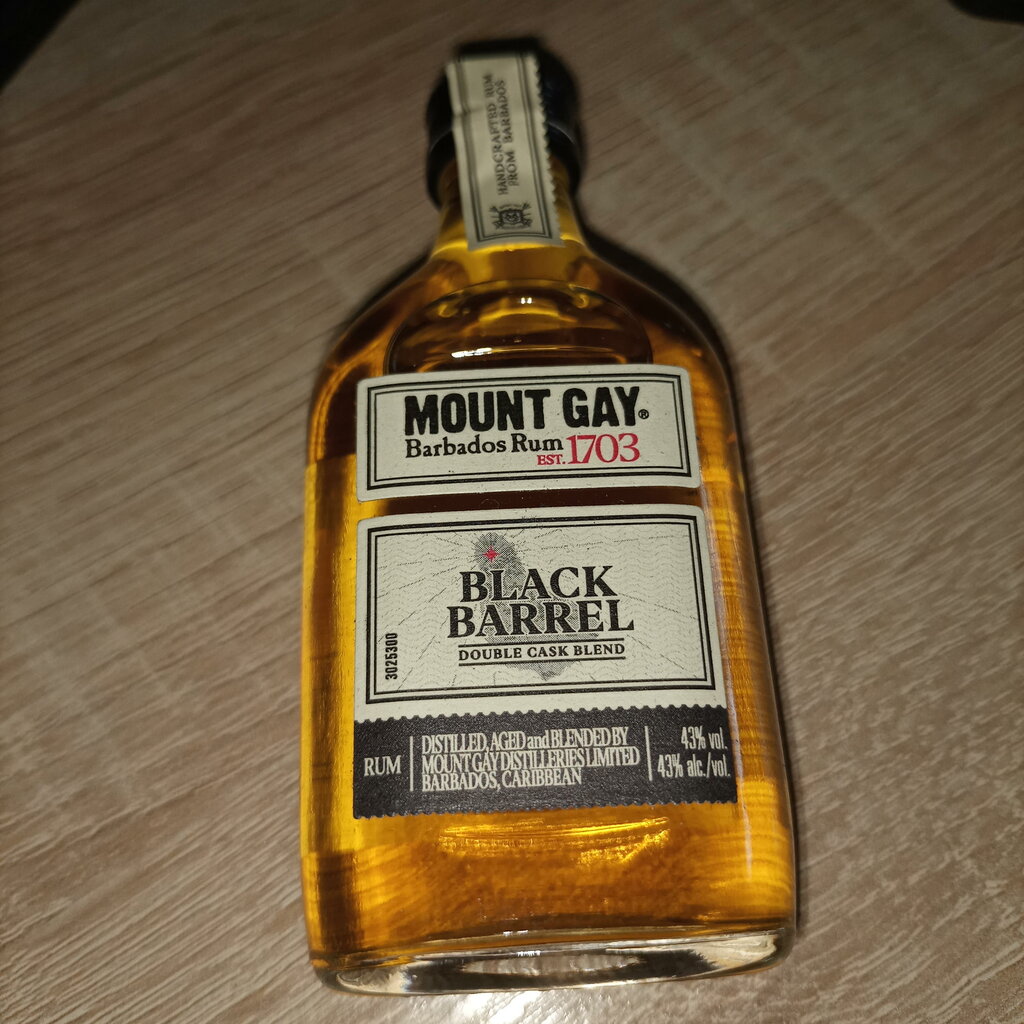 HANDCRAFTED RUM
FROM BARBADOS
MOUNT GAY®
Barbados Rum
EST. 1703
BLACK
BARREL
DOUBLE CASK BLEND
3025300
RUM
DISTILLED, AGED and BLENDED BY
MOUNT GAY DISTILLERIES LIMITED
BARBADOS, CARIBBEAN
43% vol.
43% alc./vol.